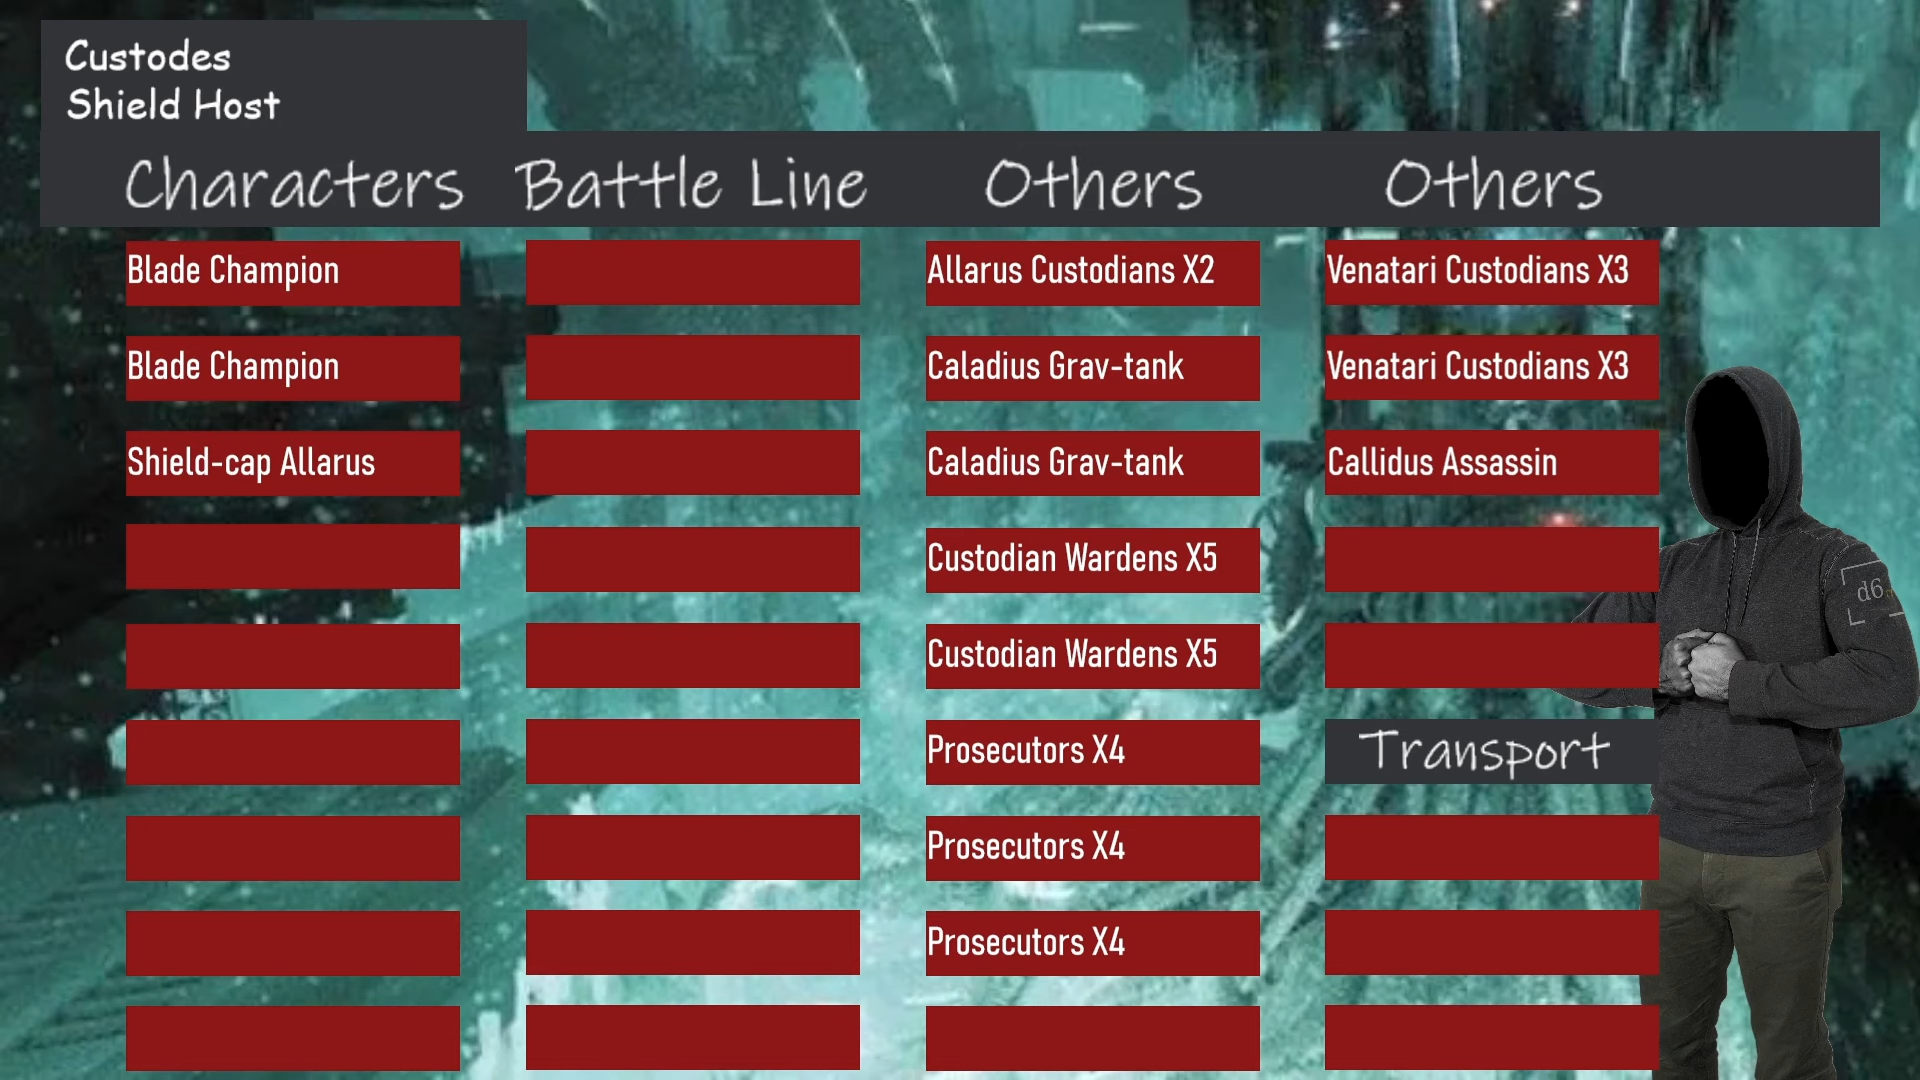 Custodes
Shield Host
Characters Battle Line Others Others
Blade Champion
Blade Champion
Shield-cap Allarus
Allarus Custodians X2
Caladius Grav-tank
Caladius Grav-tank
Custodian Wardens X5
Custodian Wardens X5
Prosecutors X4
Prosecutors X4
Prosecutors X4
Venatari Custodians X3
Venatari Custodians X3
Callidus Assassin
Transport
d6